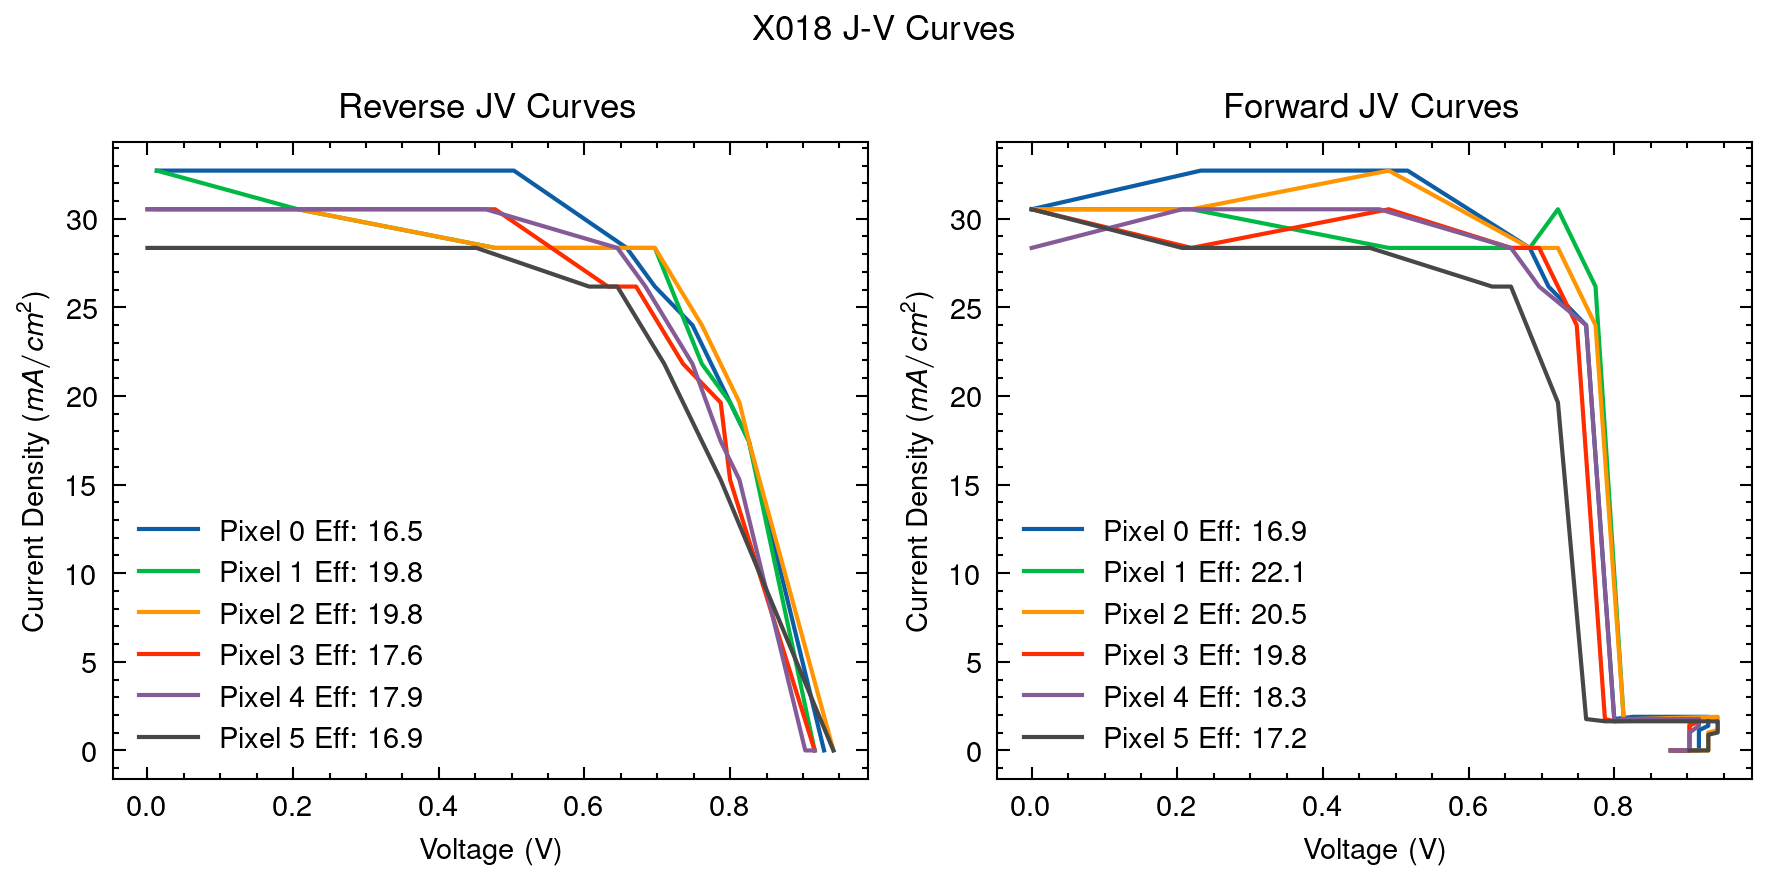 X018 J-V Curves
Reverse JV Curves
Current Density (mA/cm²)
30
25
20
15
10
5
0
Pixel 0 Eff: 16.5
Pixel 1 Eff: 19.8
Pixel 2 Eff: 19.8
Pixel 3 Eff: 17.6
Pixel 4 Eff: 17.9
Pixel 5 Eff: 16.9
0.0 0.2 0.4 0.6 0.8
Voltage (V)
Forward JV Curves
Current Density (mA/cm²)
30
25
20
15
10
5
0
Pixel 0 Eff: 16.9
Pixel 1 Eff: 22.1
Pixel 2 Eff: 20.5
Pixel 3 Eff: 19.8
Pixel 4 Eff: 18.3
Pixel 5 Eff: 17.2
0.0 0.2 0.4 0.6 0.8
Voltage (V)